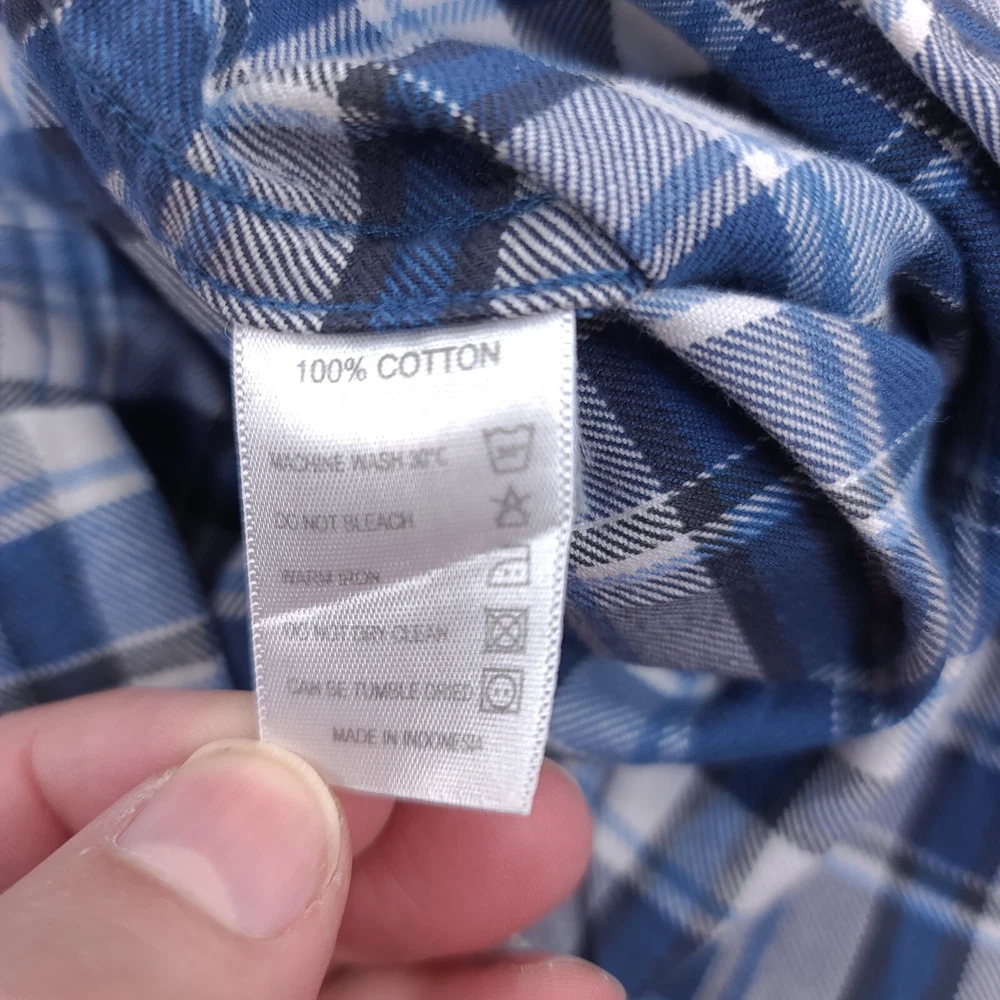 100% COTTON
MACHINE WASH 30°C
DO NOT BLEACH
WARM IRON
DO NOT DRY CLEAN
CAN BE TUMBLE DRIED
MADE IN INDONESIA